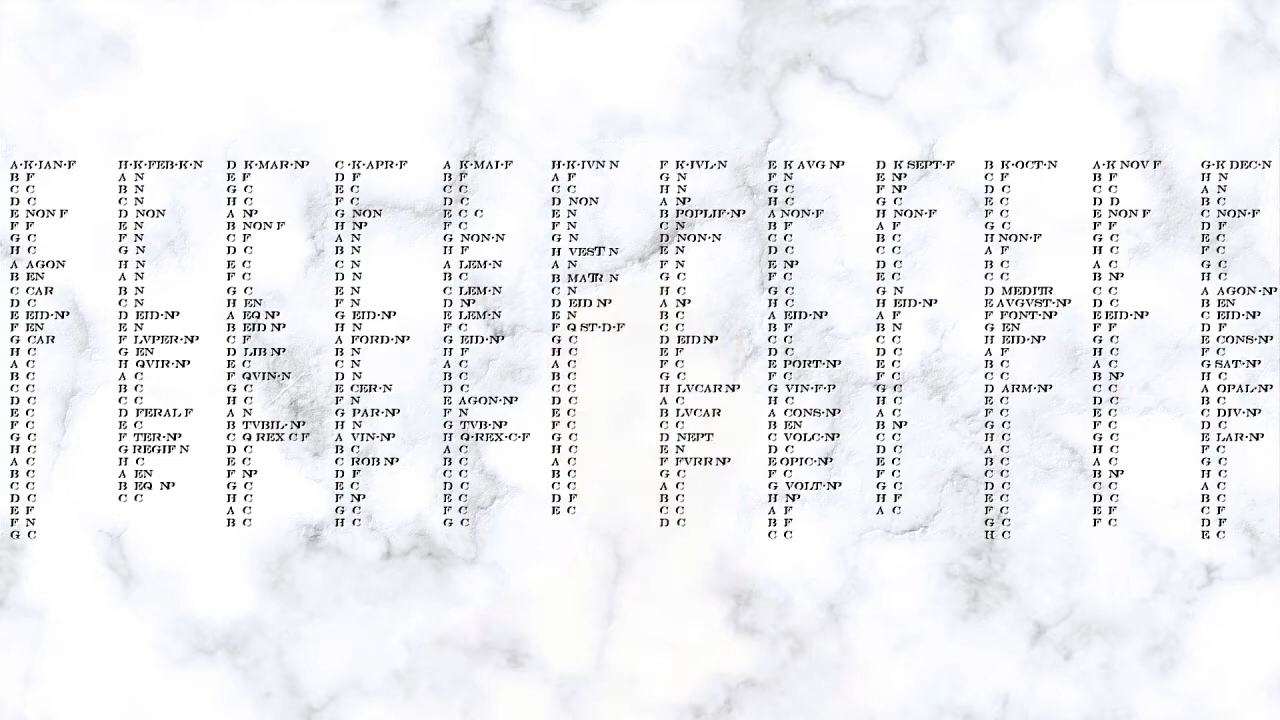 A·K·IAN·F
B F
C C
D C
E NON F
F F
G C
H C
A AGON
B EN
C CAR
D C
E EID·NP
F EN
G CAR
H C
A C
B C
C C
D C
E C
F C
G C
H C
A C
B C
C C
D C
E F
F N
G C
H·K·FEB·K·N
A N
B N
C N
D NON
E N
F N
G N
H N
A N
B N
C N
D EID·NP
E N
F LVPER·NP
G EN
H QVIR·NP
A C
B C
C C
D FERAL F
E C
F TER·NP
G REGIF N
H C
A EN
B EQ NP
C C
D K·MAR·NP
E F
G C
H C
A NP
B NON F
C F
D C
E C
F C
G C
H EN
A EQ NP
B EID NP
C F
D LIB NP
E C
F QVIN·N
G C
H C
A N
B TVBIL·NP
C Q REX C F
D C
E C
F NP
G C
H C
A C
B C
C·K·APR·F
D F
E C
F C
G NON
H NP
A N
B N
C N
D N
E N
F N
G EID·NP
H N
A FORD·NP
B N
C N
D N
E CER·N
F N
G PAR·NP
H N
A VIN·NP
B C
C ROB NP
D F
E C
F NP
G C
H C
A K·MAI·F
B F
C C
D C
E C C
F C
G NON·N
H F
A LEM·N
B C
C LEM·N
D NP
E LEM·N
F C
G EID·NP
H F
A C
B C
D C
E AGON·NP
F N
G TVB·NP
H Q·REX·C·F
A C
B C
C C
D C
E C
F C
G C
H·K·IVN N
A F
B C
C NON
D N
F N
G N
H VEST N
A N
B MATR N
C N
D EID NP
E N
F Q ST·D·F
G C
H C
A C
B C
C C
D C
E C
F C
G C
H C
A C
B C
C C
D F
E C
F K·IVL·N
G N
H N
A NP
B POPLIF·NP
C N
D NON·N
E N
F N
G C
H C
A NP
B C
C C
D EID NP
E F
F C
G C
H LVCAR NP
A C
B LVCAR
C C
D NEPT
E C
F FVRR NP
F C
G C
A C
B C
D C
E K AVG NP
F F
G C
H C
A NON·F
B F
C C
D C
E NP
F C
G C
H C
A EID·NP
B F
C C
D C
E PORT·NP
F C
G VIN·F·P
H C
A CONS·NP
B EN
C VOLC·NP
D C
E OPIC·NP
F C
G VOLT·NP
H NP
A F
B F
C C
D K SEPT·F
E NP
F NP
G C
H NON·F
A F
B C
C C
D C
E C
G C
H EID·NP
A F
B N
C C
D C
E C
F C
G C
H C
A C
B NP
C C
D C
E C
F C
G C
H F
A C
B K·OCT·N
C F
D C
E C
F C
G C
H NON·F
A F
B C
C C
D MEDITR
E AVGVST·NP
F FONT·NP
G EN
H EID·NP
A F
B C
C C
D ARM·NP
E C
F C
G C
H C
A C
B C
C C
D C
E C
F C
G C
H C
A·K NOV F
B F
C C
D D
E NON F
F F
G C
H C
A C
B NP
C C
D C
E EID·NP
F F
G C
H C
A C
B NP
C C
D C
E C
F C
G C
H C
A C
B NP
C C
D C
E C
F C
G·K DEC·N
H N
A N
B C
C NON·F
D F
E C
F C
G C
H C
A AGON·NP
B EN
C EID·NP
D F
E CONS·NP
F C
G SAT·NP
H C
A OPAL·NP
B C
C DIV·NP
D C
E LAR·NP
F C
G C
H C
A C
B F
C F
D F
E C